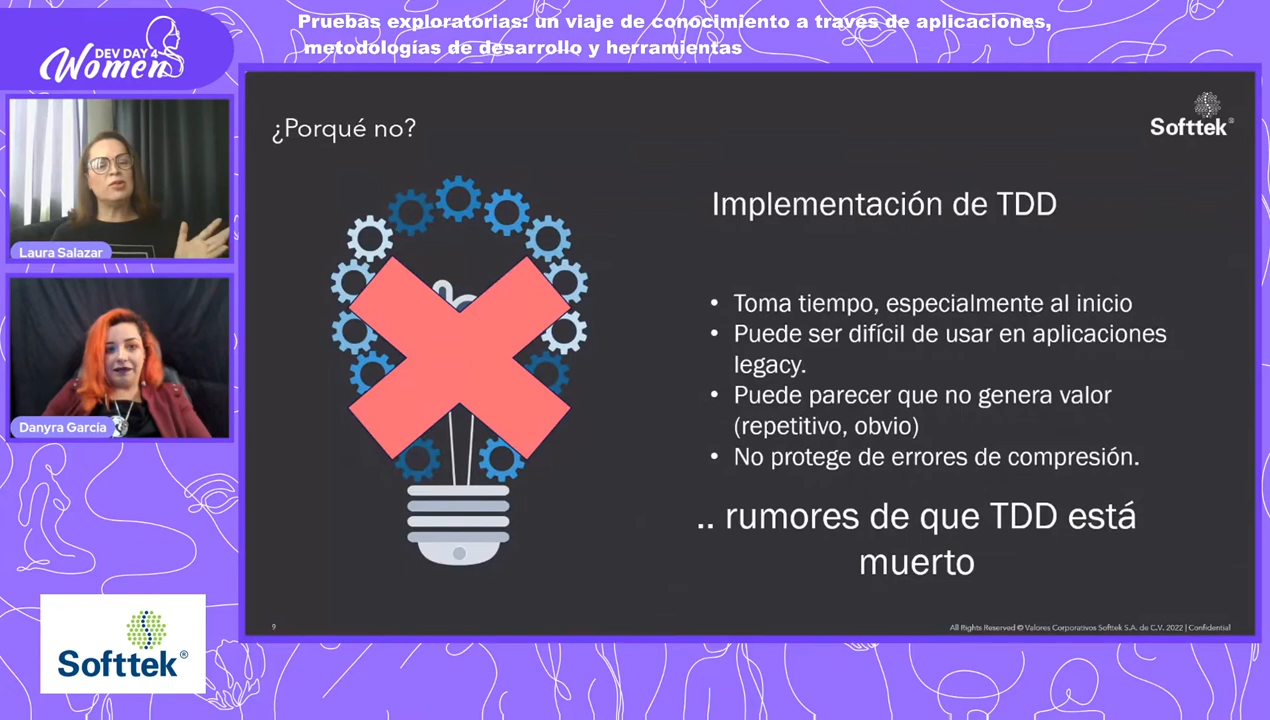 Pruebas exploratorias: un viaje de conocimiento a través de aplicaciones,
metodologías de desarrollo y herramientas
DEV DAY 4
Women
Laura Salazar
Danyra García
Softtek®
¿Porqué no?
Softtek®
Implementación de TDD
• Toma tiempo, especialmente al inicio
• Puede ser difícil de usar en aplicaciones
legacy.
• Puede parecer que no genera valor
(repetitivo, obvio)
• No protege de errores de compresión.
.. rumores de que TDD está
muerto
9
All Rights Reserved © Valores Corporativos Softtek S.A. de C.V. 2022 | Confidential